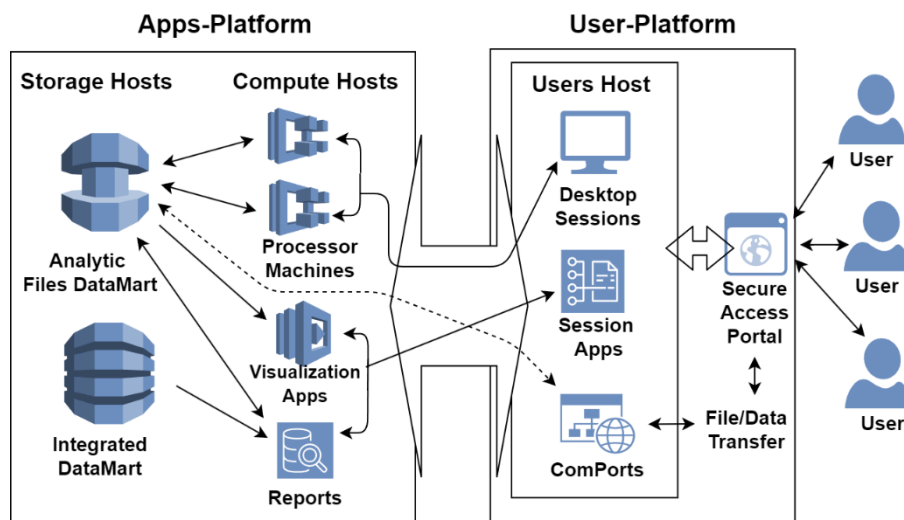 Apps-Platform
User-Platform
Storage Hosts
Compute Hosts
Users Host
Analytic
Files DataMart
Processor
Machines
Desktop
Sessions
User
Visualization
Apps
Session
Apps
Secure
Access
Portal
User
Integrated
DataMart
Reports
ComPorts
File/Data
Transfer
User